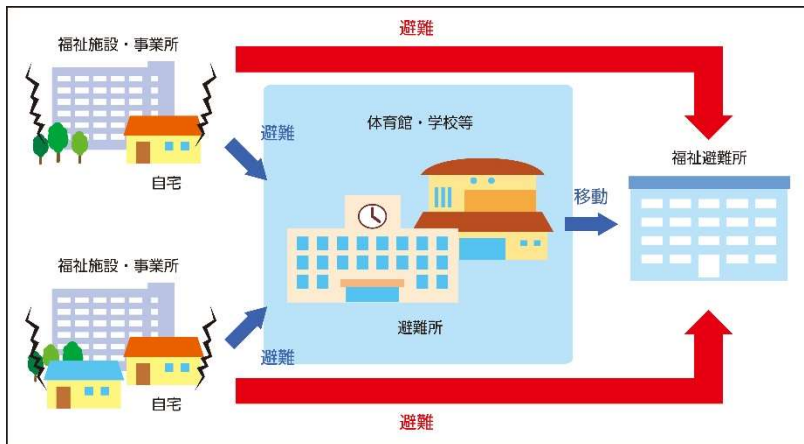 避難
福祉施設・事業所
体育館・学校等
避難
福祉避難所
自宅
移動
福祉施設・事業所
避難所
避難
自宅
避難